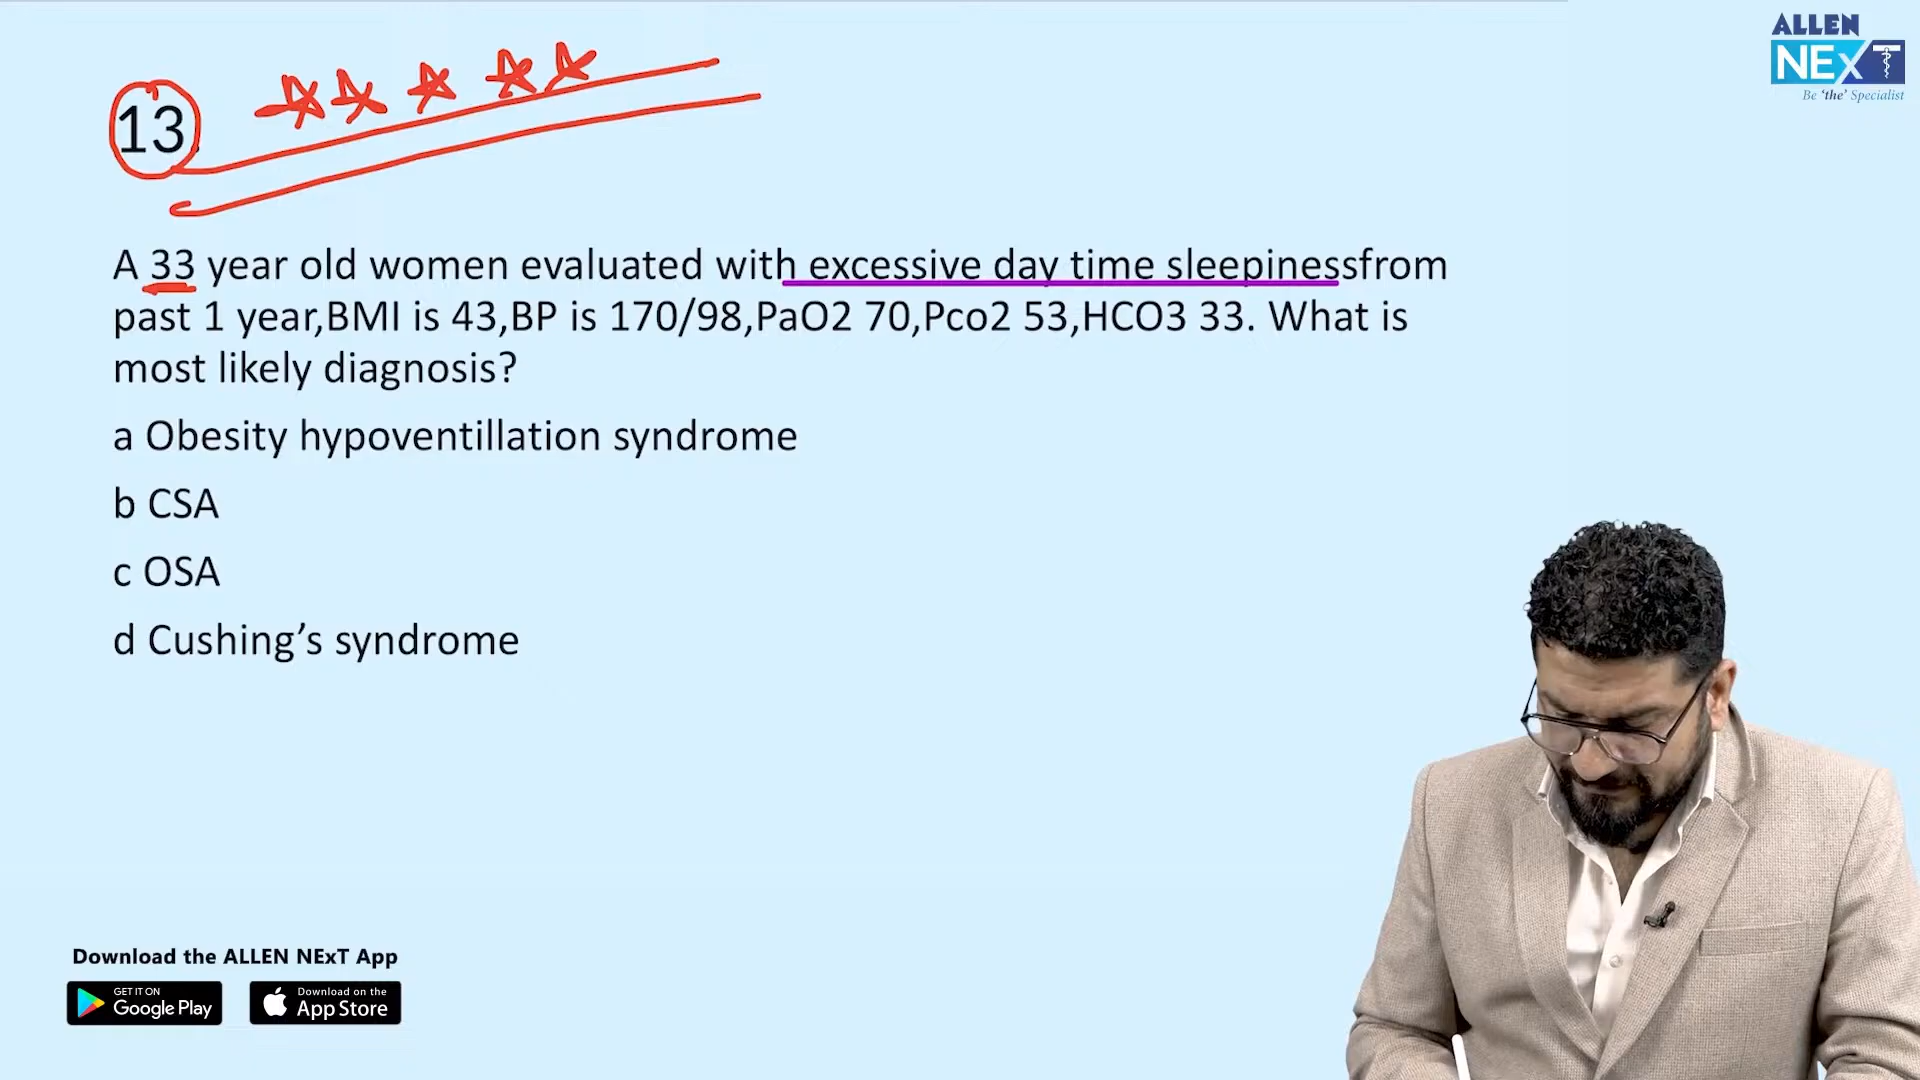 ALLEN
NExT
Be 'the' Specialist
13.
A 33 year old women evaluated with excessive day time sleepinessfrom
past 1 year,BMI is 43,BP is 170/98,PaO2 70,Pco2 53,HCO3 33. What is
most likely diagnosis?
a Obesity hypoventillation syndrome
b CSA
c OSA
d Cushing’s syndrome
Download the ALLEN NExT App
GET IT ON
Google Play
Download on the
App Store